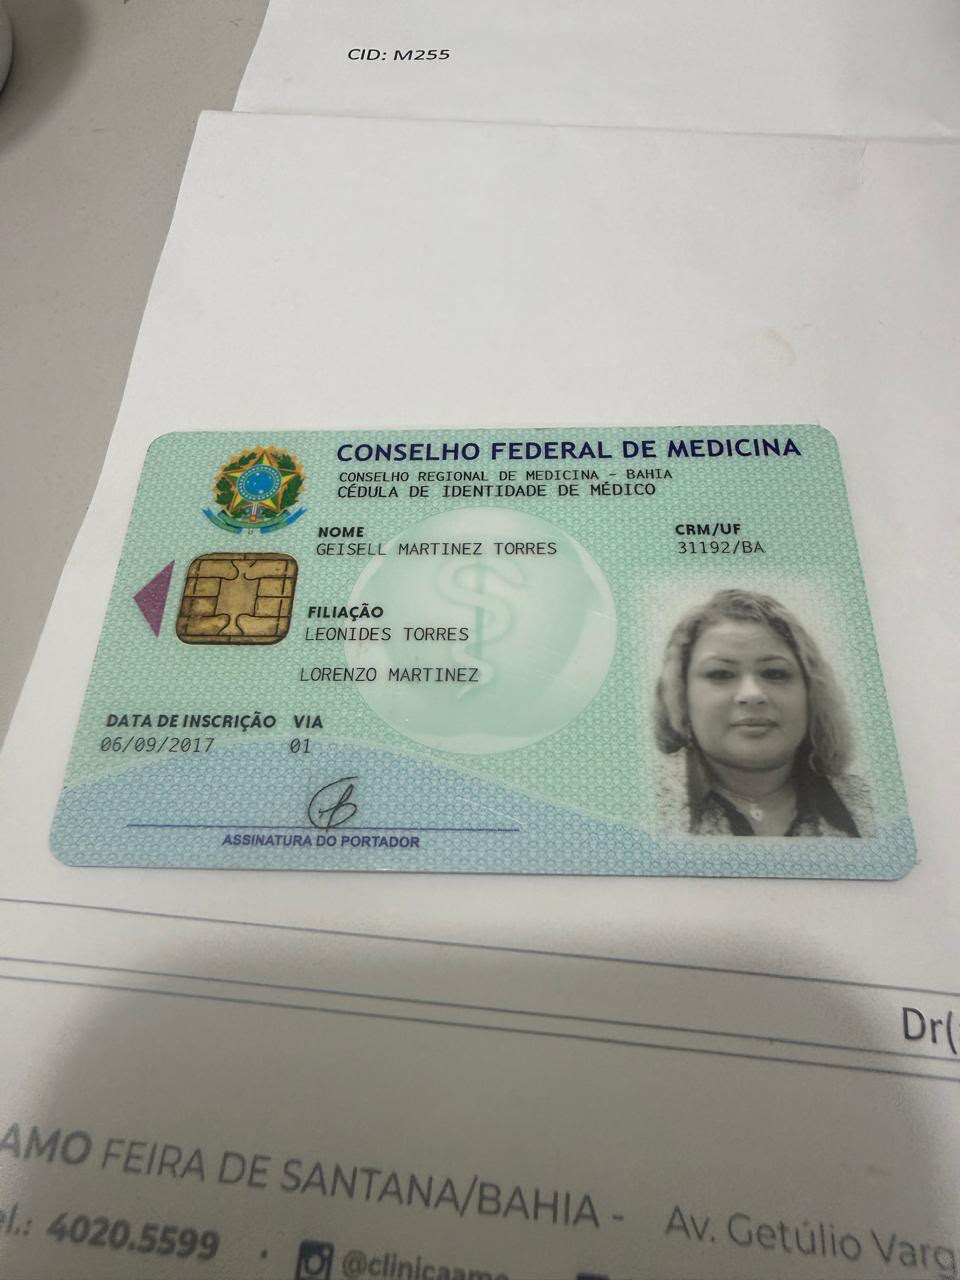 CID: M255
CONSELHO FEDERAL DE MEDICINA
CONSELHO REGIONAL DE MEDICINA - BAHIA
CÉDULA DE IDENTIDADE DE MÉDICO
NOME
GEISELL MARTINEZ TORRES
CRM/UF
31192/BA
FILIAÇÃO
LEONIDES TORRES
LORENZO MARTINEZ
DATA DE INSCRIÇÃO VIA
06/09/2017 01
ASSINATURA DO PORTADOR
Dr(
AMO FEIRA DE SANTANA/BAHIA - Av. Getúlio Varg
el.: 4020.5599 · @clinicaamo